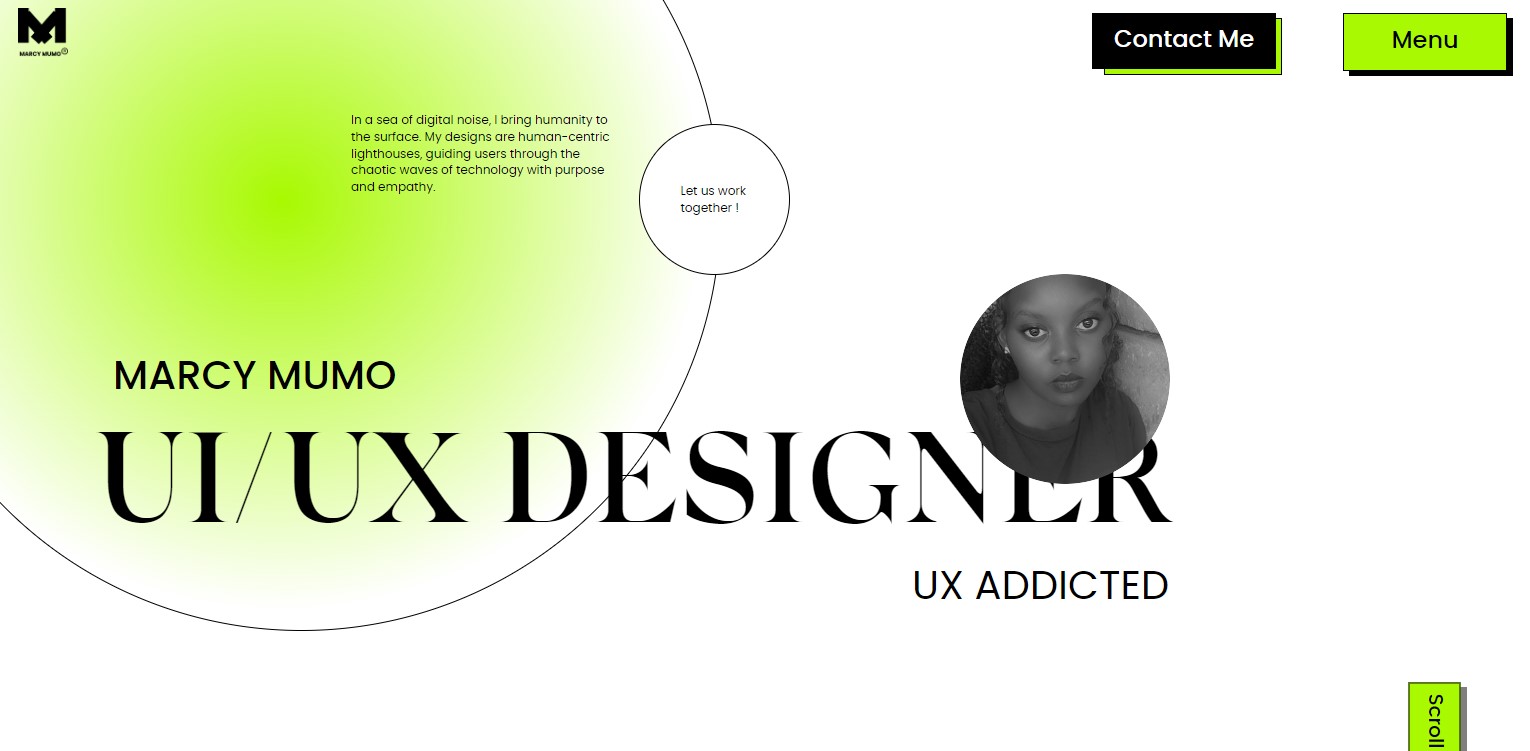 MARCY MUMO
Contact Me
Menu
In a sea of digital noise, I bring humanity to
the surface. My designs are human-centric
lighthouses, guiding users through the
chaotic waves of technology with purpose
and empathy.
Let us work
together !
MARCY MUMO
UI/UX DESIGNER
UX ADDICTED
Scroll